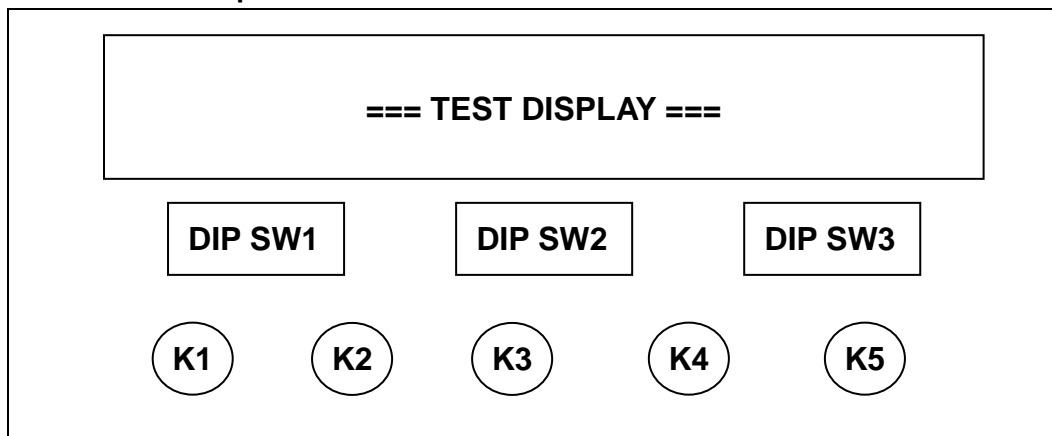 === TEST DISPLAY ===
DIP SW1 DIP SW2 DIP SW3
K1 K2 K3 K4 K5